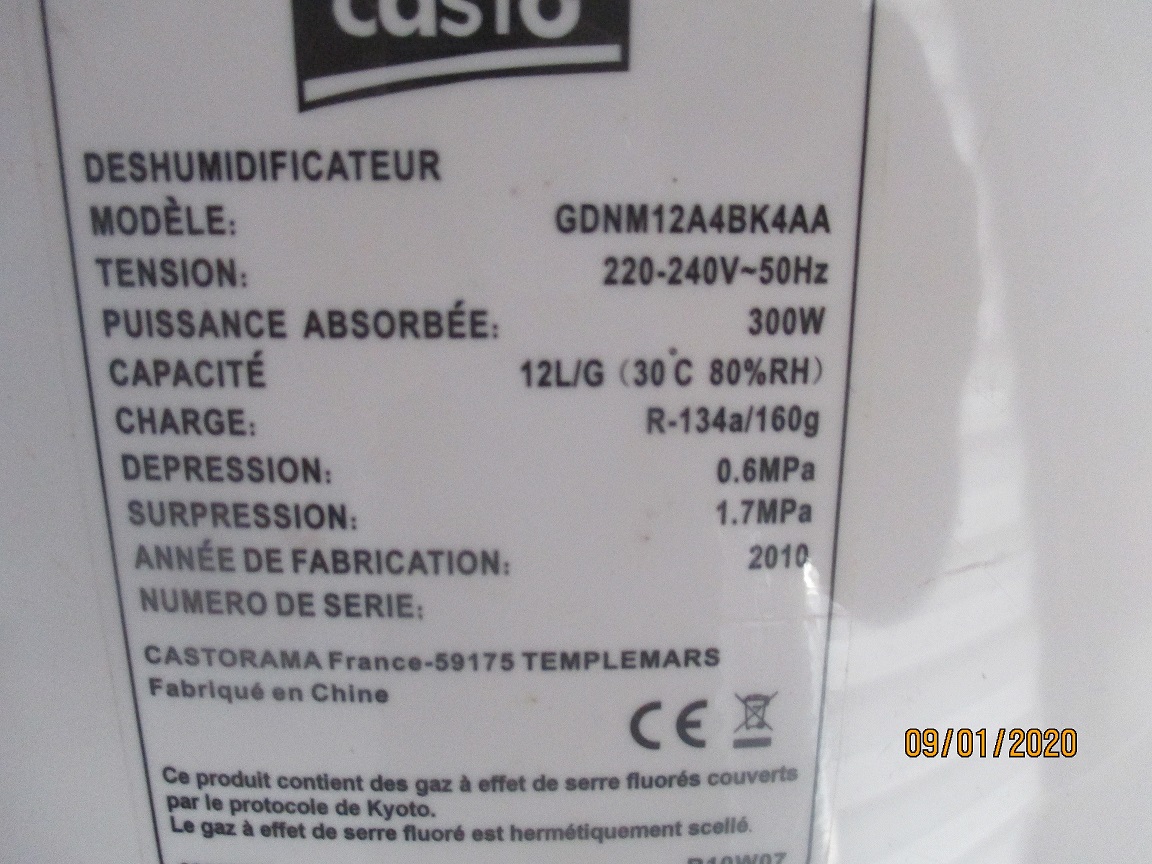 casto
DESHUMIDIFICATEUR
MODÈLE: GDNM12A4BK4AA
TENSION: 220-240V~50Hz
PUISSANCE ABSORBÉE: 300W
CAPACITÉ 12L/G (30°C 80%RH)
CHARGE: R-134a/160g
DEPRESSION: 0.6MPa
SURPRESSION: 1.7MPa
ANNÉE DE FABRICATION: 2010
NUMERO DE SERIE:
CASTORAMA France-59175 TEMPLEMARS
Fabriqué en Chine
CE
09/01/2020
Ce produit contient des gaz à effet de serre fluorés couverts
par le protocole de Kyoto.
Le gaz à effet de serre fluoré est hermétiquement scellé.